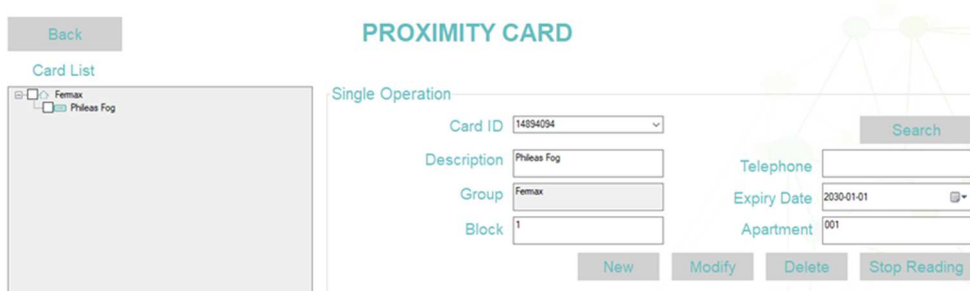 Back
PROXIMITY CARD
Card List
Fermax
Phileas Fog
Single Operation
Card ID 14894094
Search
Description Phileas Fog
Telephone
Group Fermax
Expiry Date 2030-01-01
Block 1
Apartment 001
New Modify Delete Stop Reading